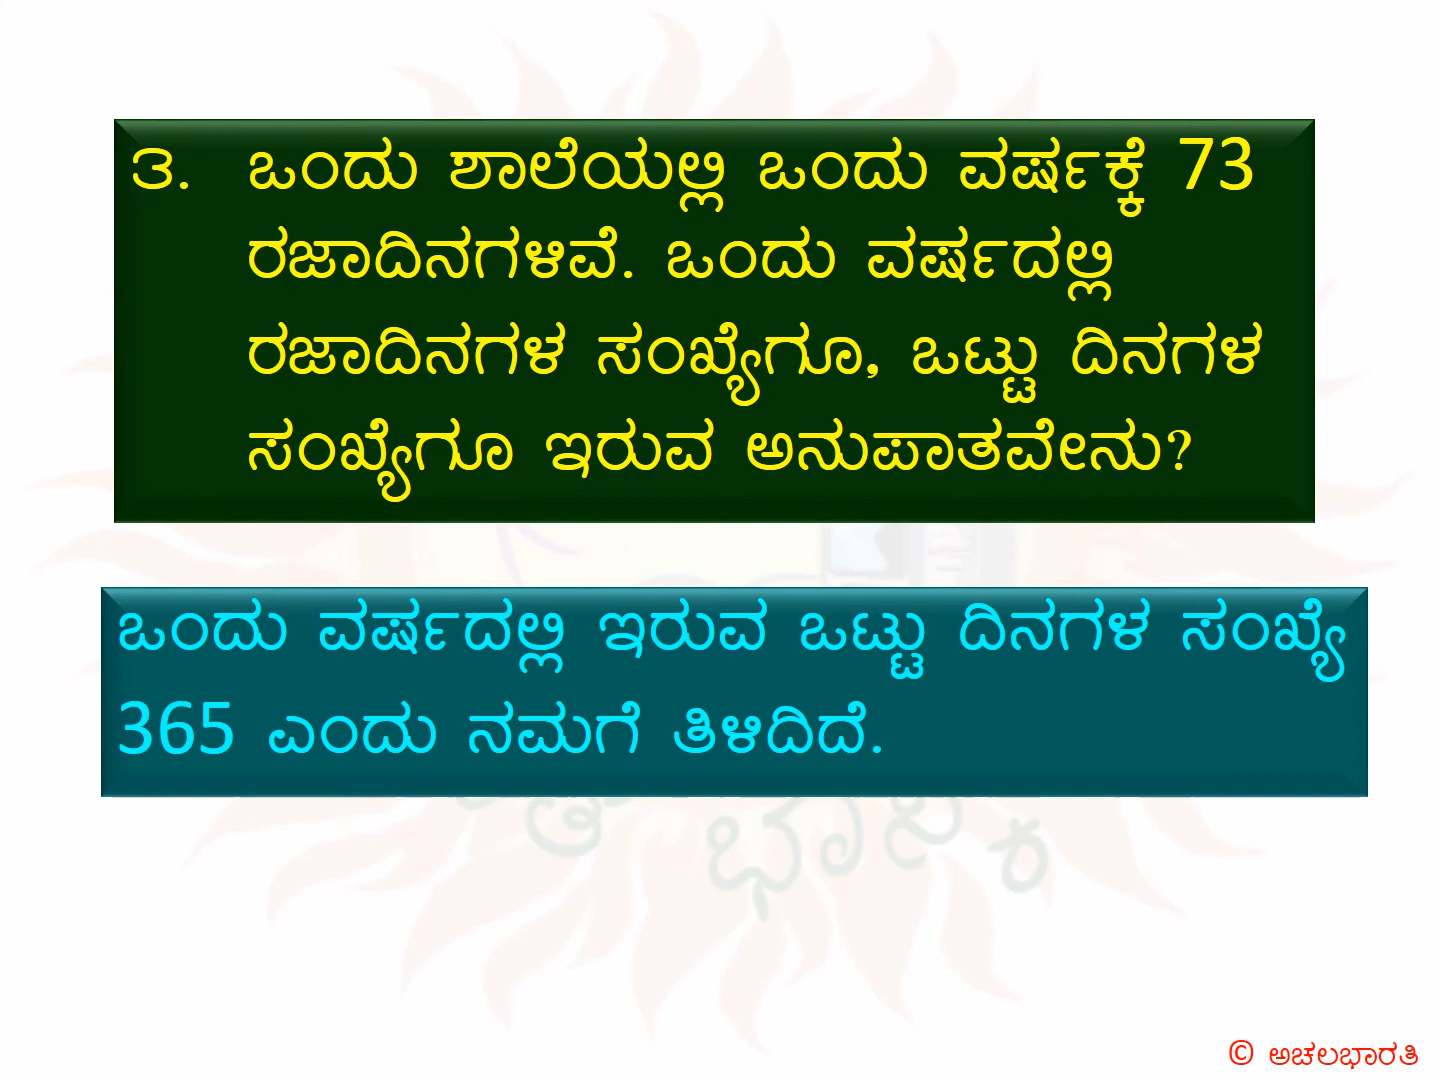 ೩. ಒಂದು ಶಾಲೆಯಲ್ಲಿ ಒಂದು ವರ್ಷಕ್ಕೆ 73
ರಜಾದಿನಗಳಿವೆ. ಒಂದು ವರ್ಷದಲ್ಲಿ
ರಜಾದಿನಗಳ ಸಂಖ್ಯೆಗೂ, ಒಟ್ಟು ದಿನಗಳ
ಸಂಖ್ಯೆಗೂ ಇರುವ ಅನುಪಾತವೇನು?
ಒಂದು ವರ್ಷದಲ್ಲಿ ಇರುವ ಒಟ್ಟು ದಿನಗಳ ಸಂಖ್ಯೆ
365 ಎಂದು ನಮಗೆ ತಿಳಿದಿದೆ.
© ಅಚಲಭಾರತಿ